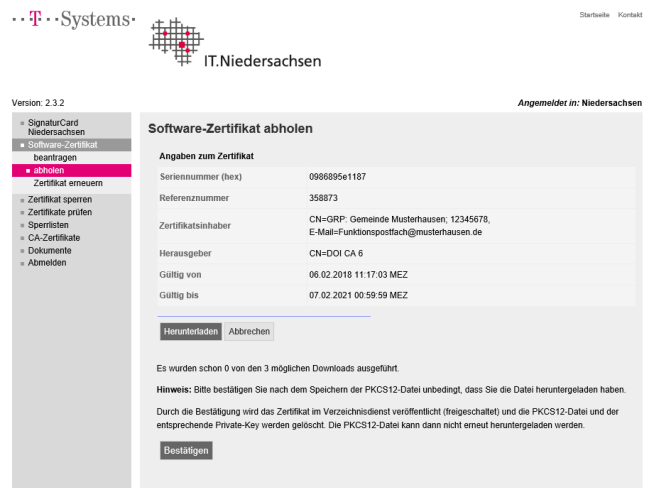 T Systems
IT.Niedersachsen
Startseite Kontakt
Version: 2.3.2
Angemeldet in: Niedersachsen
SignaturCard
Niedersachsen
Software-Zertifikat
beantragen
abholen
Zertifikat erneuern
Zertifikat sperren
Zertifikate prüfen
Sperrlisten
CA-Zertifikate
Dokumente
Abmelden
Software-Zertifikat abholen
Angaben zum Zertifikat
Seriennummer (hex) 0986895e1187
Referenznummer 358873
Zertifikatsinhaber CN=GRP: Gemeinde Musterhausen; 12345678,
E-Mail=Funktionspostfach@musterhausen.de
Herausgeber CN=DOI CA 6
Gültig von 06.02.2018 11:17:03 MEZ
Gültig bis 07.02.2021 00:59:59 MEZ
Herunterladen Abbrechen
Es wurden schon 0 von den 3 möglichen Downloads ausgeführt.
Hinweis: Bitte bestätigen Sie nach dem Speichern der PKCS12-Datei unbedingt, dass Sie die Datei heruntergeladen haben.
Durch die Bestätigung wird das Zertifikat im Verzeichnisdienst veröffentlicht (freigeschaltet) und die PKCS12-Datei und der
entsprechende Private-Key werden gelöscht. Die PKCS12-Datei kann dann nicht erneut heruntergeladen werden.
Bestätigen